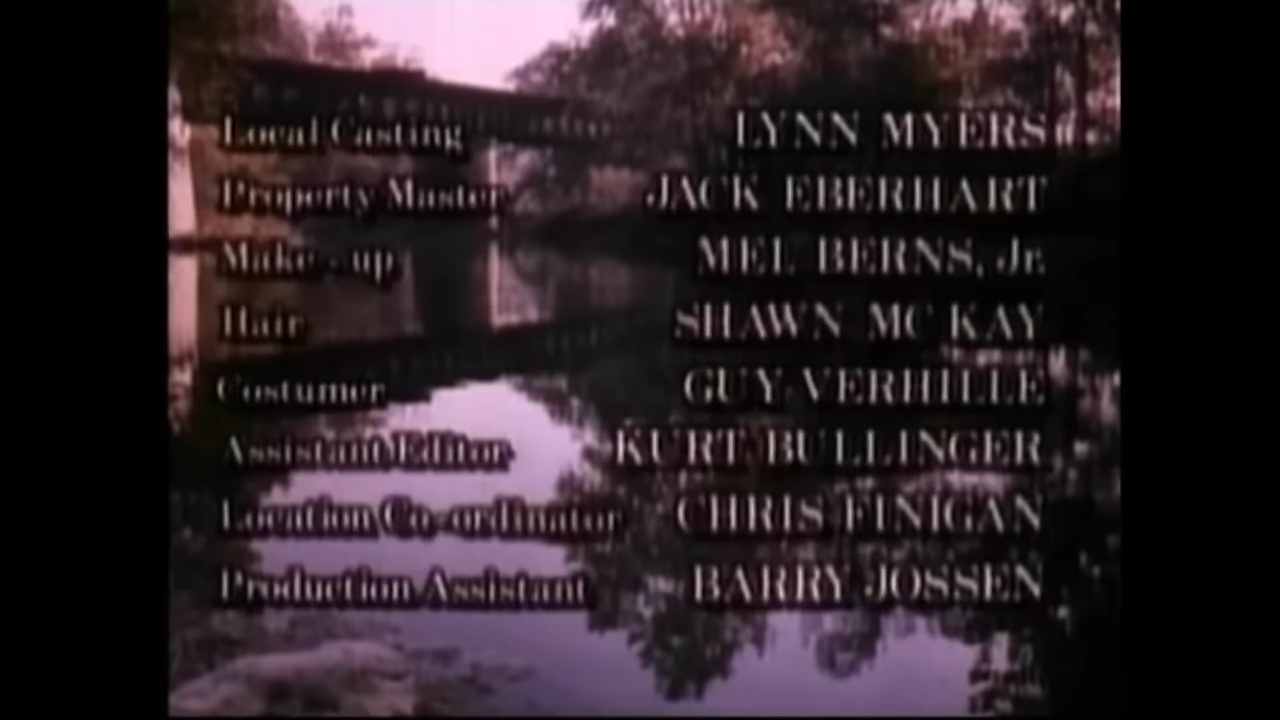 Local Casting LYNN MYERS
Property Master JACK EBERHART
Make-up MEL BERNS, Jr.
Hair SHAWN MC KAY
Costumer GUY VERHILLE
Assistant Editor KURT BULLINGER
Location Co-ordinator CHRIS FINIGAN
Production Assistant BARRY JOSSEN